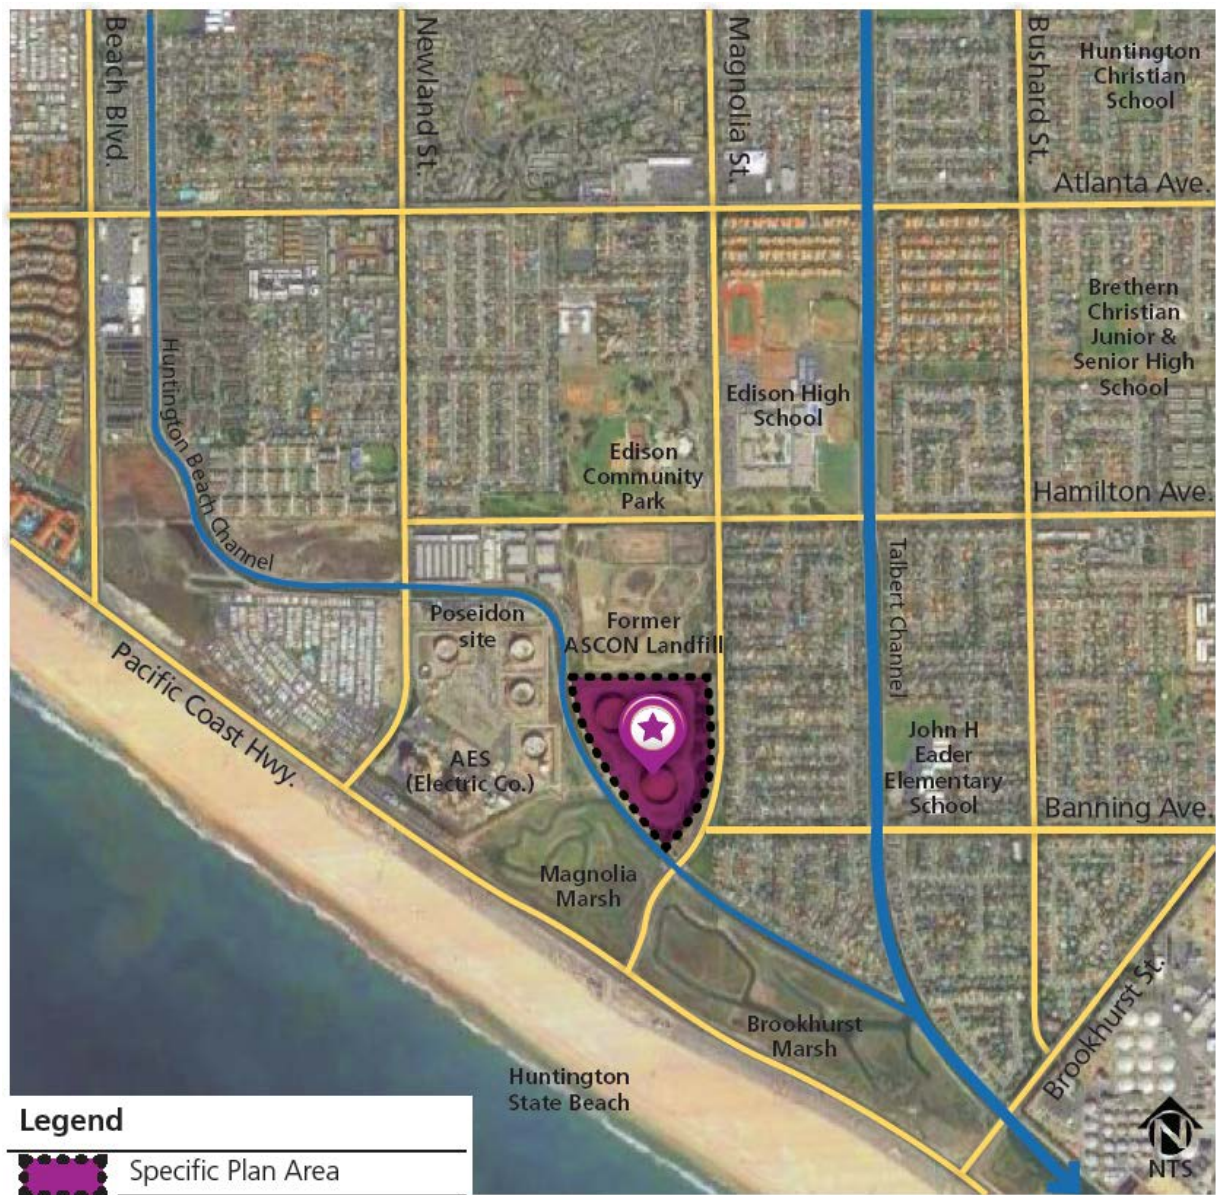 Beach Blvd.
Newland St.
Magnolia St.
Bushard St.
Huntington
Christian
School
Atlanta Ave.
Brethern
Christian
Junior &
Senior High
School
Huntington Beach Channel
Edison High
School
Edison
Community
Park
Hamilton Ave.
Talbert Channel
Poseidon
site
Former
ASCON Landfill
Pacific Coast Hwy.
AES
(Electric Co.)
John H
Eader
Elementary
School
Banning Ave.
Magnolia
Marsh
Brookhurst
Marsh
Brookhurst St.
Huntington
State Beach
N
NTS
Legend
Specific Plan Area